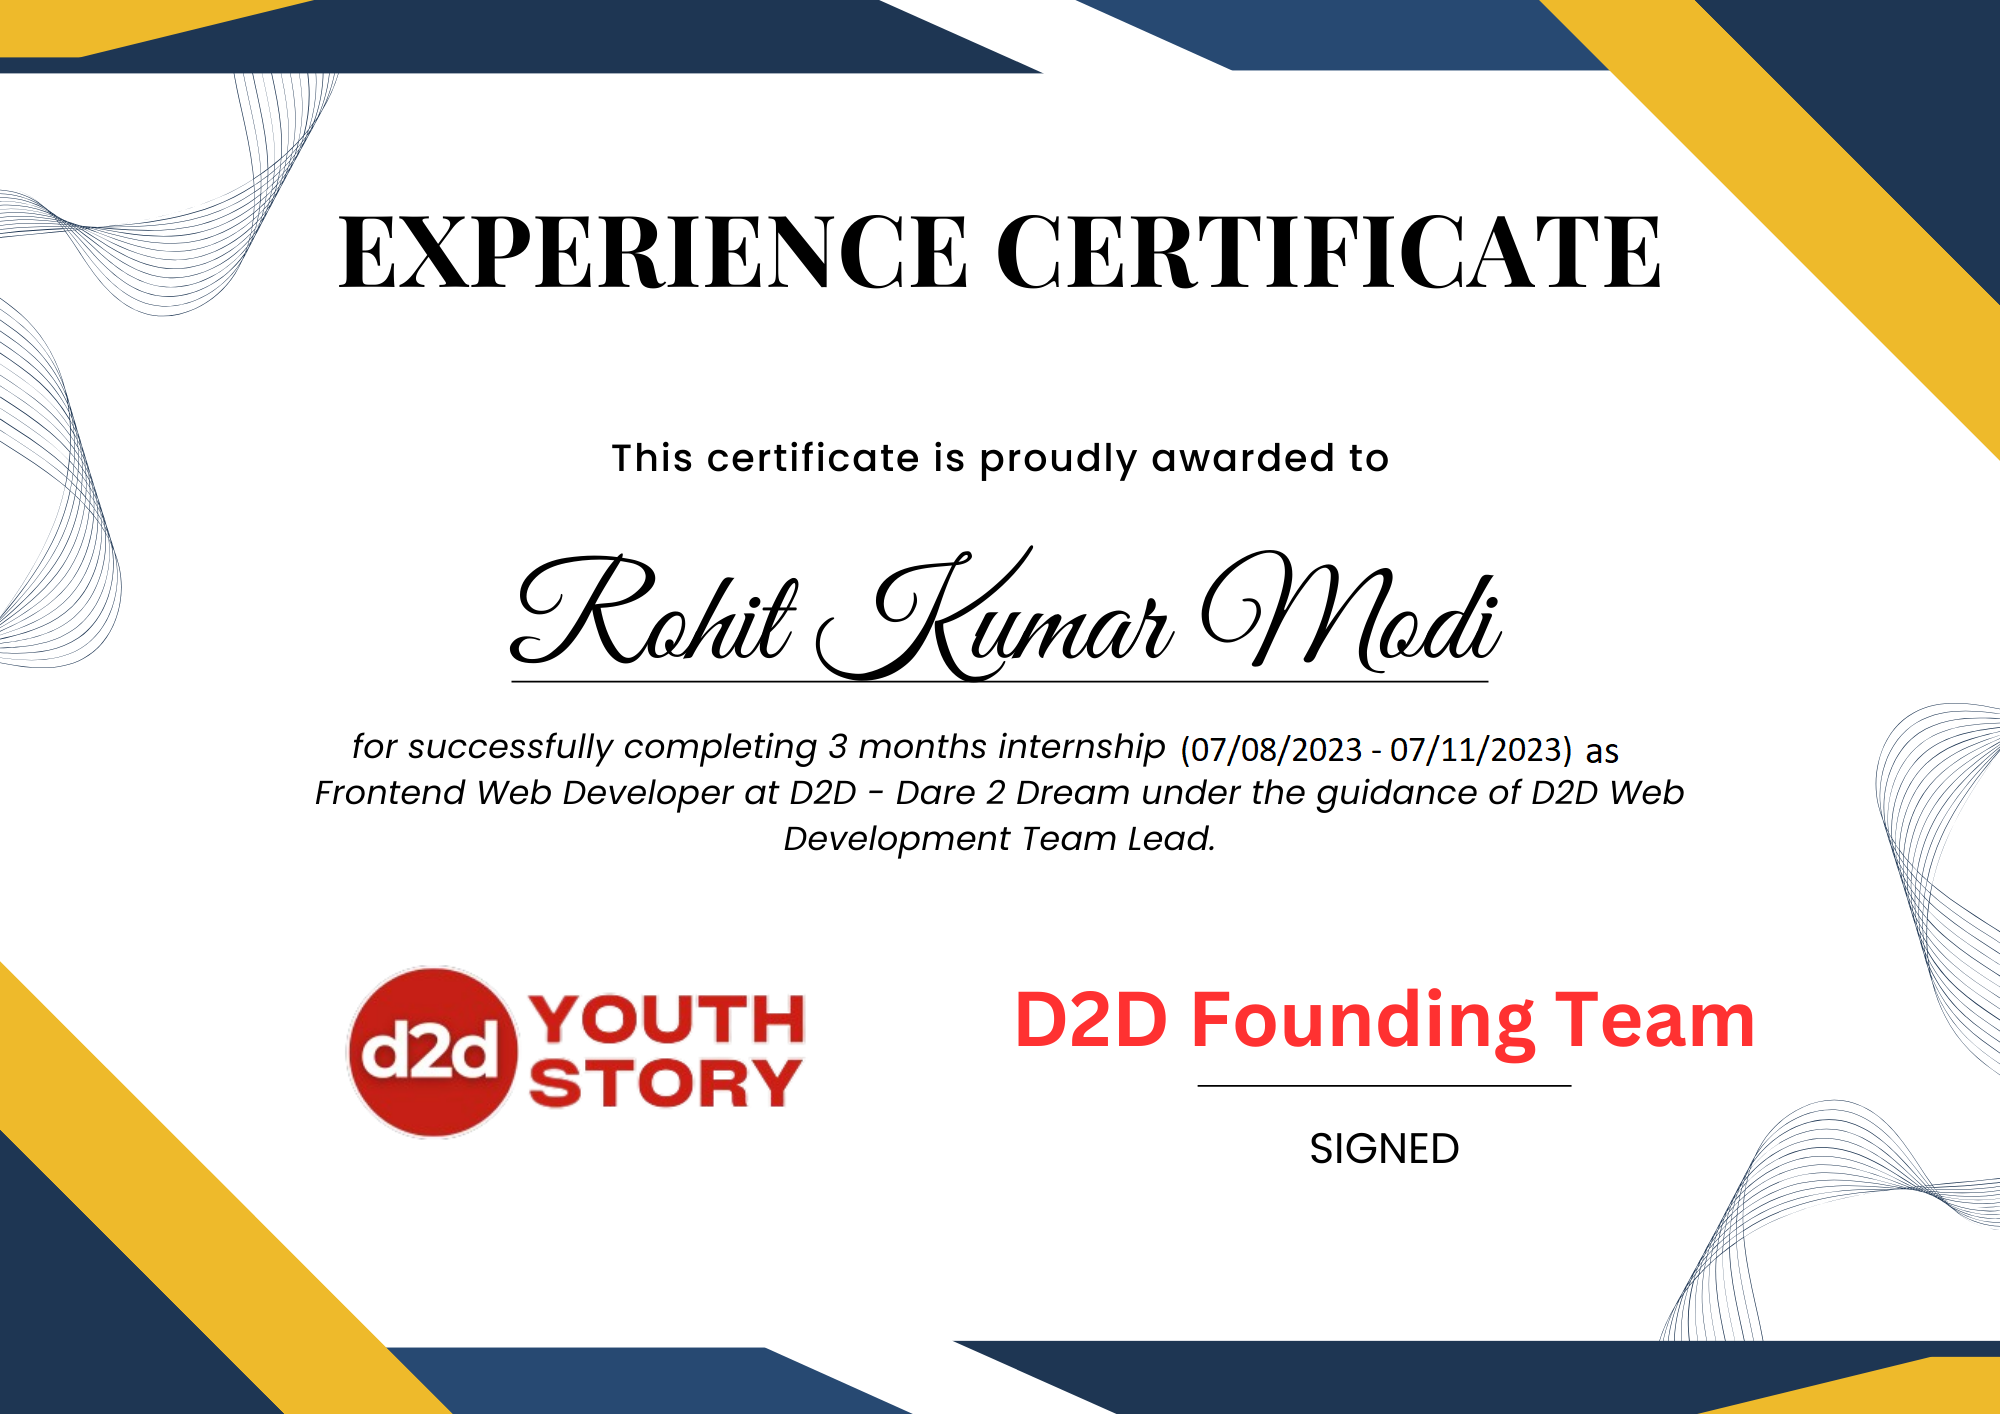 EXPERIENCE CERTIFICATE
This certificate is proudly awarded to
Rohit Kumar Modi
for successfully completing 3 months internship (07/08/2023 - 07/11/2023) as
Frontend Web Developer at D2D - Dare 2 Dream under the guidance of D2D Web
Development Team Lead.
d2d
YOUTH
STORY
D2D Founding Team
SIGNED